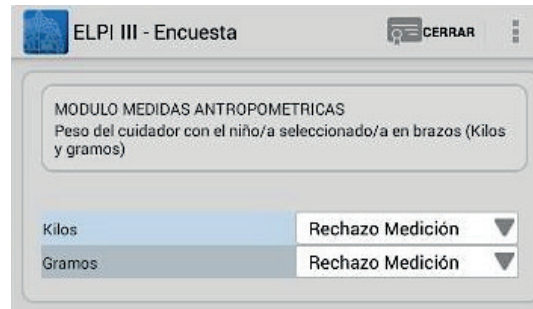 ELPI III - Encuesta
CERRAR
MODULO MEDIDAS ANTROPOMETRICAS
Peso del cuidador con el niño/a seleccionado/a en brazos (Kilos
y gramos)
Kilos Rechazo Medición
Gramos Rechazo Medición